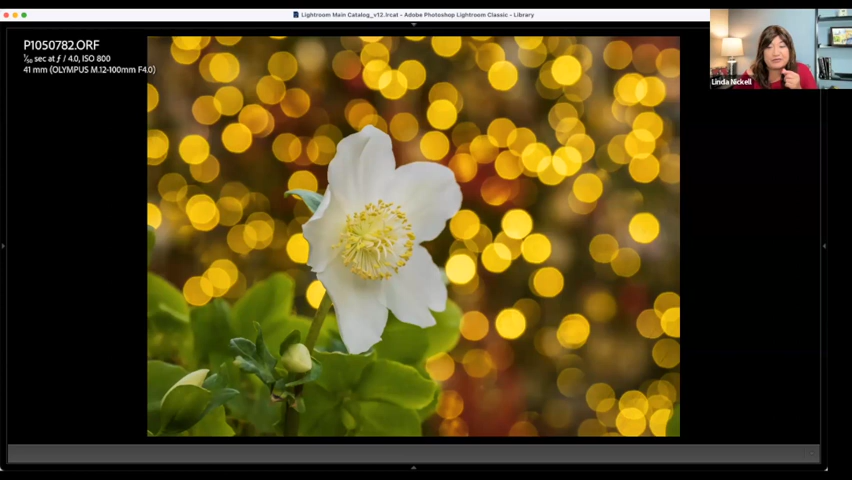 Lightroom Main Catalog_v12.lrcat - Adobe Photoshop Lightroom Classic - Library
P1050782.ORF
1/50 sec at ƒ / 4.0, ISO 800
41 mm (OLYMPUS M.12-100mm F4.0)
Linda Nickell